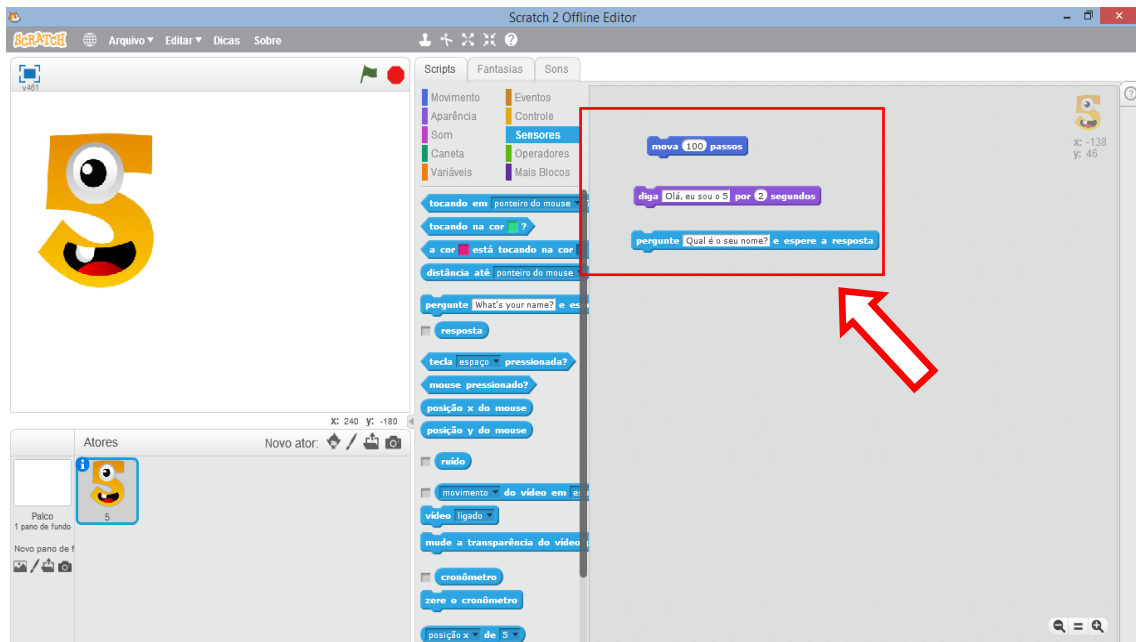 Scratch 2 Offline Editor
SCRATCH Arquivo Editar Dicas Sobre
v461
Scripts Fantasias Sons
Movimento Eventos
Aparência Controle
Som Sensores
Caneta Operadores
Variáveis Mais Blocos
tocando em ponteiro do mouse
tocando na cor ?
a cor está tocando na cor
distância até ponteiro do mouse
pergunte What's your name? e es
resposta
tecla espaço pressionada?
mouse pressionado?
posição x do mouse
posição y do mouse
ruído
movimento do vídeo em
vídeo ligado
mude a transparência do vídeo
cronômetro
zere o cronômetro
posição x de 5
mova 100 passos
diga Olá, eu sou o 5 por 2 segundos
pergunte Qual é o seu nome? e espere a resposta
x: -138
y: 46
X: 240 y: -180
Atores Novo ator:
Palco
1 pano de fundo
Novo pano de f
5